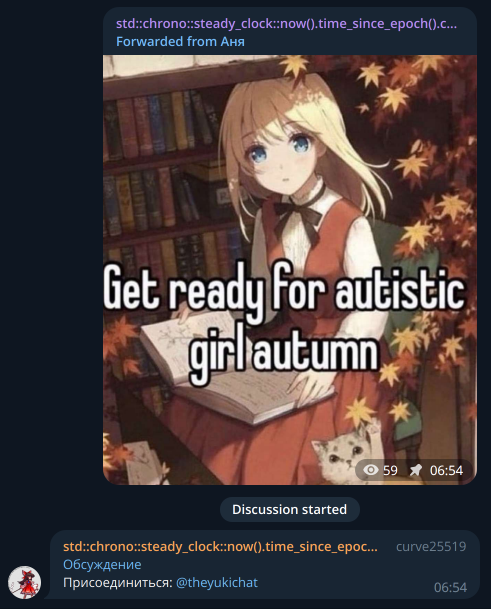 std::chrono::steady_clock::now().time_since_epoch().c...
Forwarded from Аня
Get ready for autistic
girl autumn
59 06:54
Discussion started
std::chrono::steady_clock::now().time_since_epoc... curve25519
Обсуждение
Присоединиться: @theyukichat
06:54